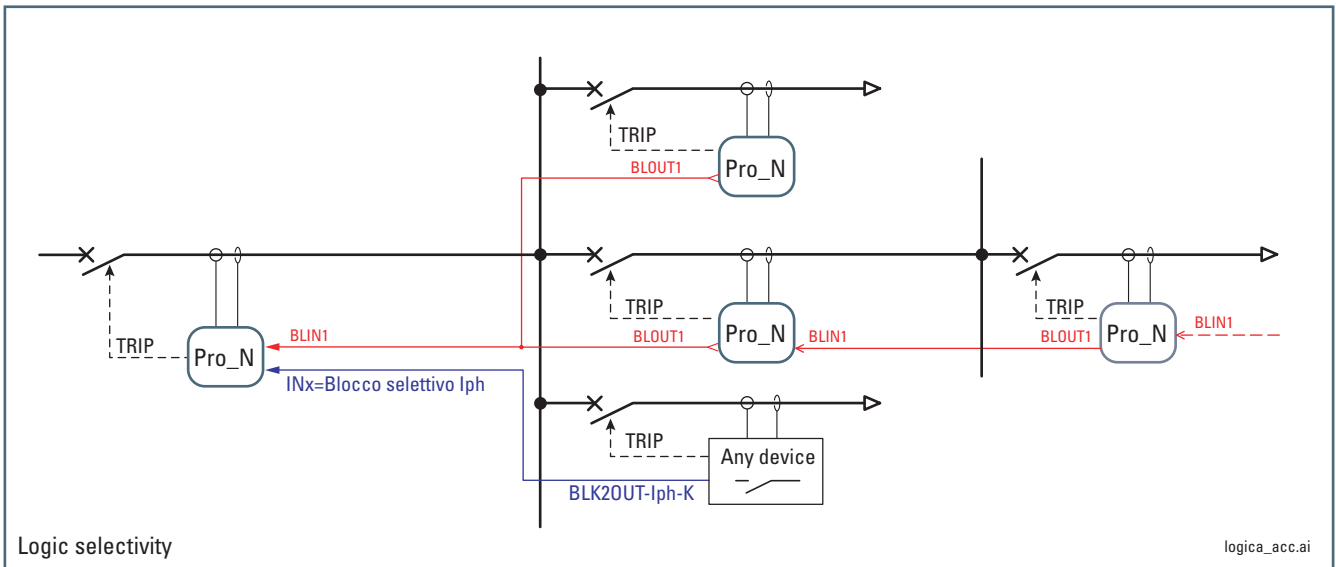 TRIP
BLOUT1
Pro_N
TRIP
Pro_N
BLIN1
INx=Blocco selettivo Iph
TRIP
BLOUT1
Pro_N
BLIN1
TRIP
BLOUT1
Pro_N
BLIN1
TRIP
Any device
BLK2OUT-Iph-K
Logic selectivity
logica_acc.ai